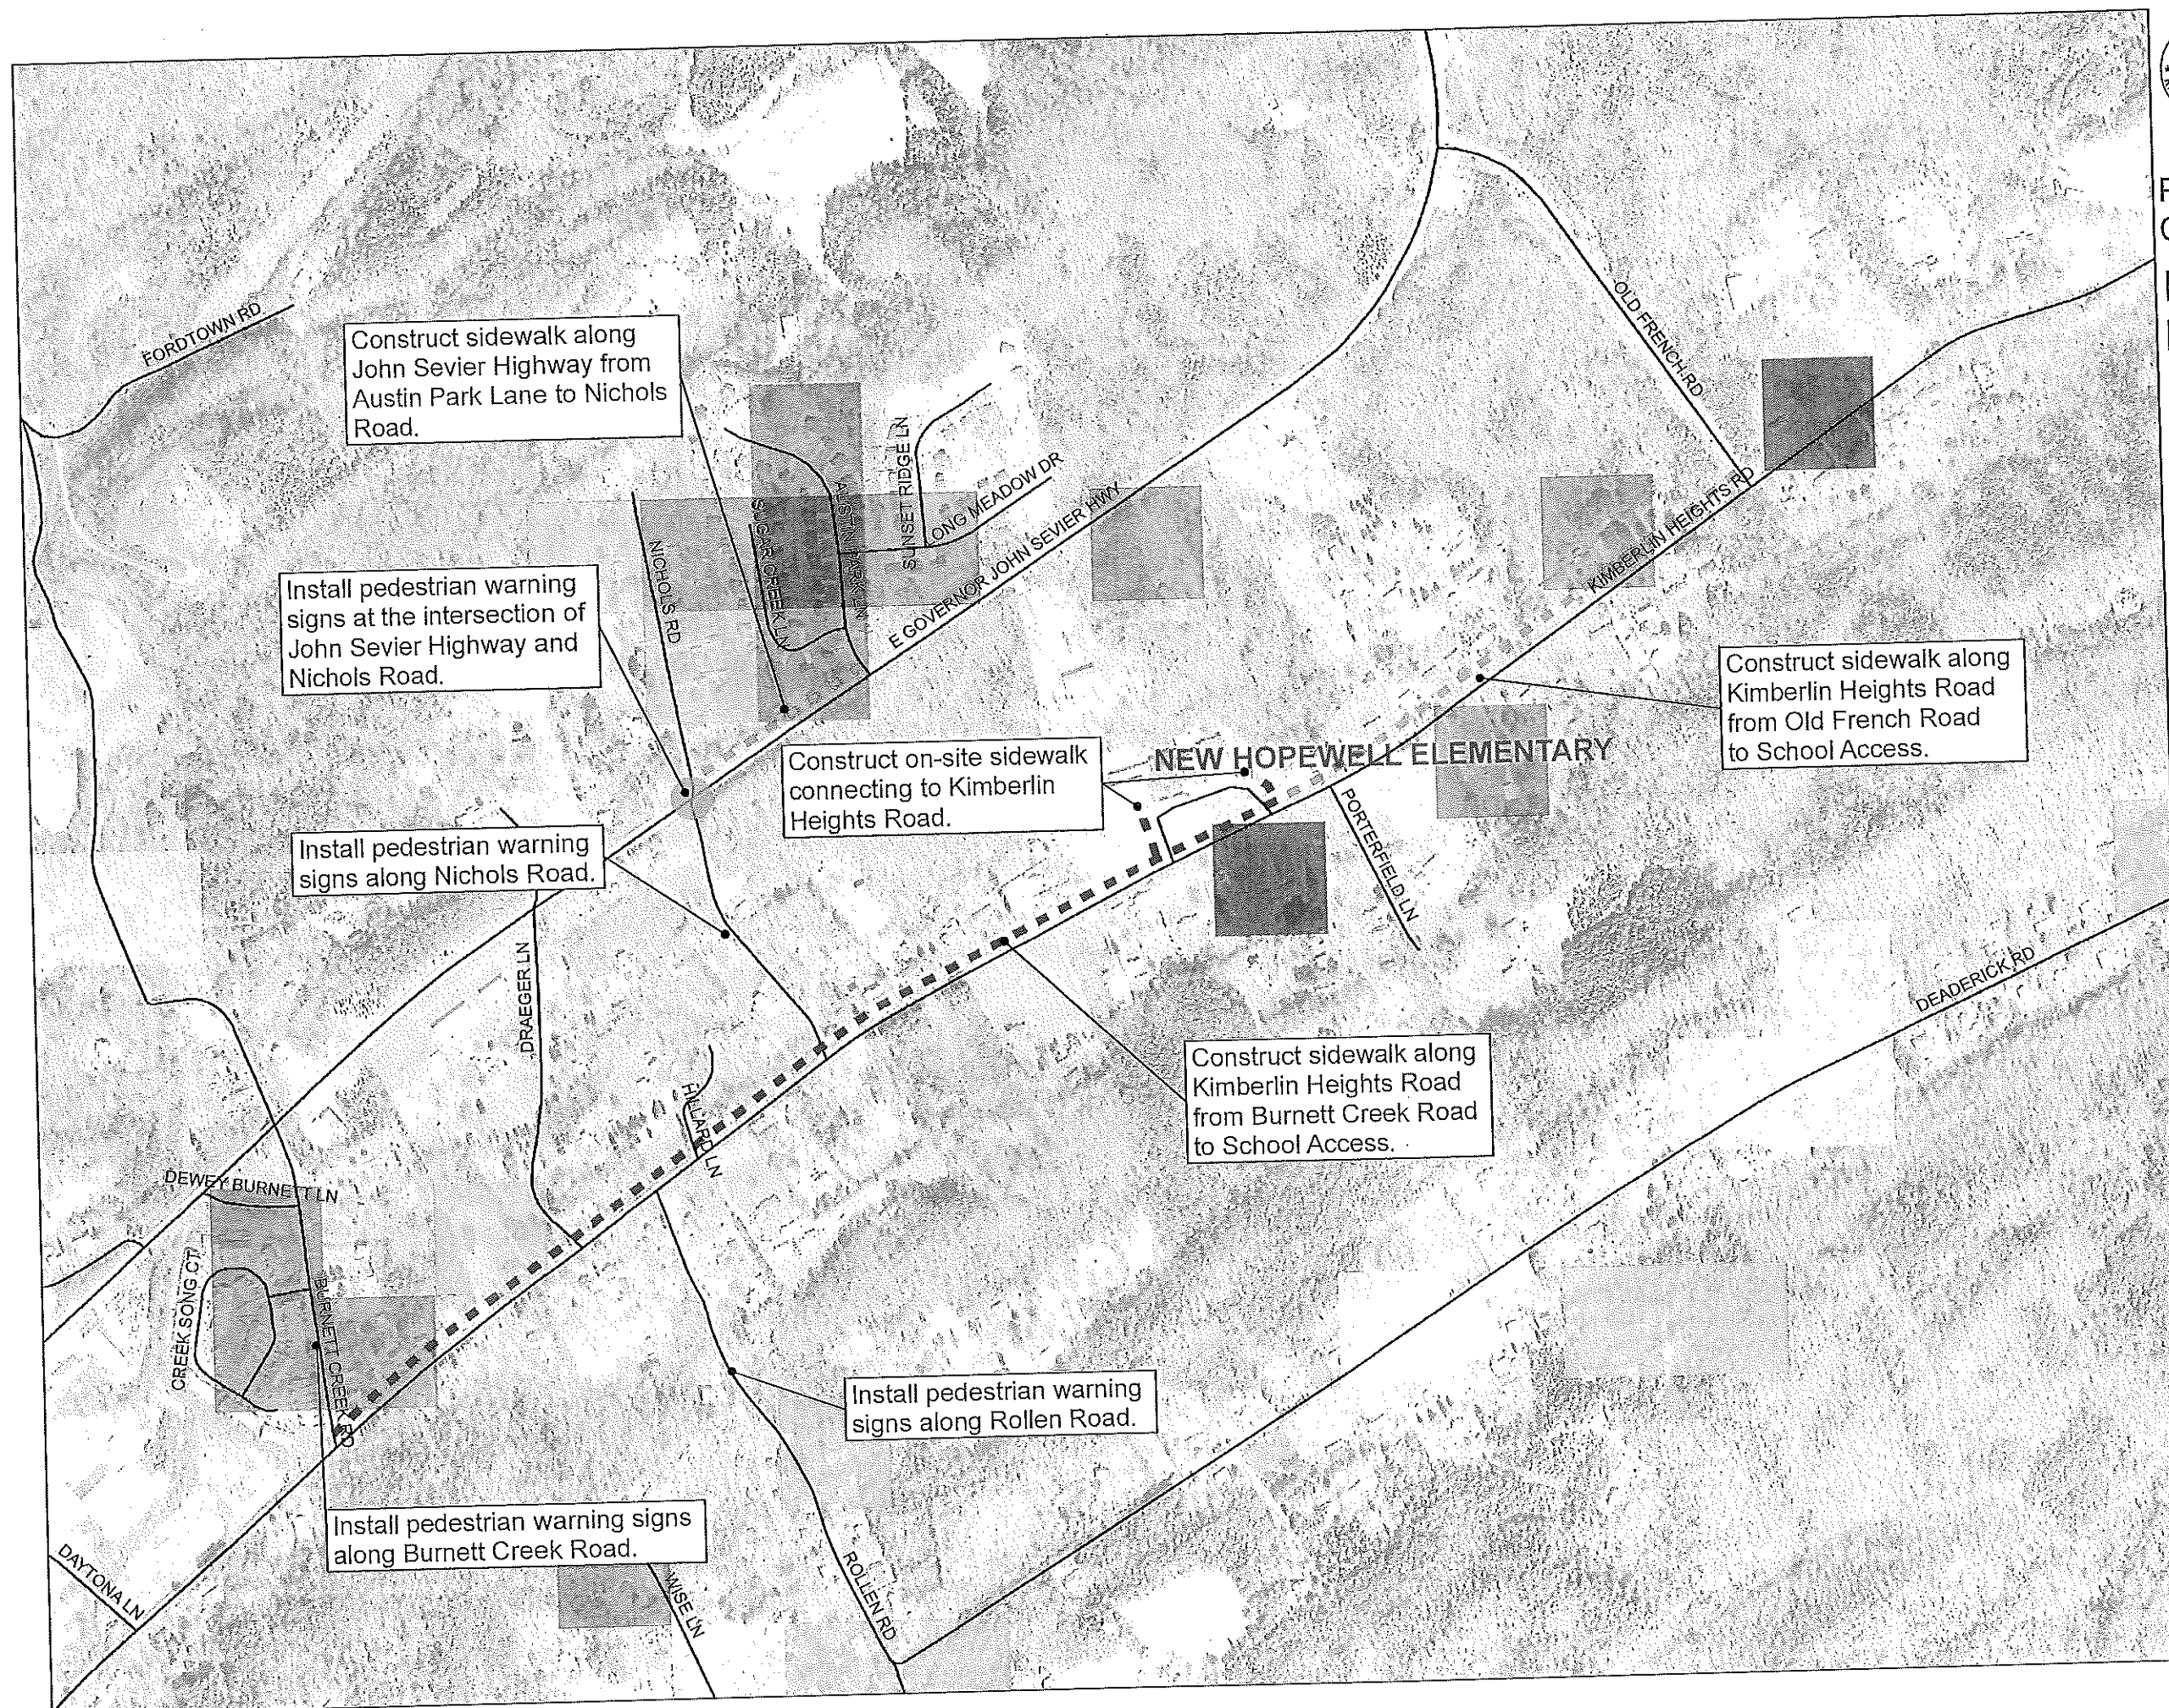 FORDTOWN RD
Construct sidewalk along
John Sevier Highway from
Austin Park Lane to Nichols
Road.
OLD FRENCH RD
SUNSET RIDGE LN
LONG MEADOW DR
AUSTIN PARK LN
SUGAR CREEK LN
NICHOLS RD
E GOVERNOR JOHN SEVIER HWY
KIMBERLIN HEIGHTS RD
Install pedestrian warning
signs at the intersection of
John Sevier Highway and
Nichols Road.
Construct sidewalk along
Kimberlin Heights Road
from Old French Road
to School Access.
Construct on-site sidewalk
connecting to Kimberlin
Heights Road.
NEW HOPEWELL ELEMENTARY
PORTERFIELD LN
Install pedestrian warning
signs along Nichols Road.
DRAEGER LN
DEADERICK RD
Construct sidewalk along
Kimberlin Heights Road
from Burnett Creek Road
to School Access.
HILLARD LN
DEWEY BURNETT LN
CREEK SONG CT
BURNETT CREEK RD
Install pedestrian warning
signs along Rollen Road.
Install pedestrian warning signs
along Burnett Creek Road.
DAYTONA LN
WISE LN
ROLLEN RD